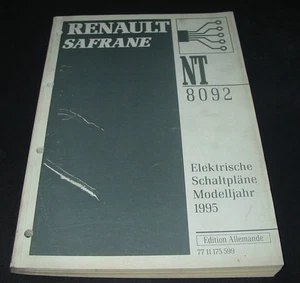 RENAULT
SAFRANE
NT
8092
Elektrische
Schaltpläne
Modelljahr
1995
Edition Allemande
77 11 175 599